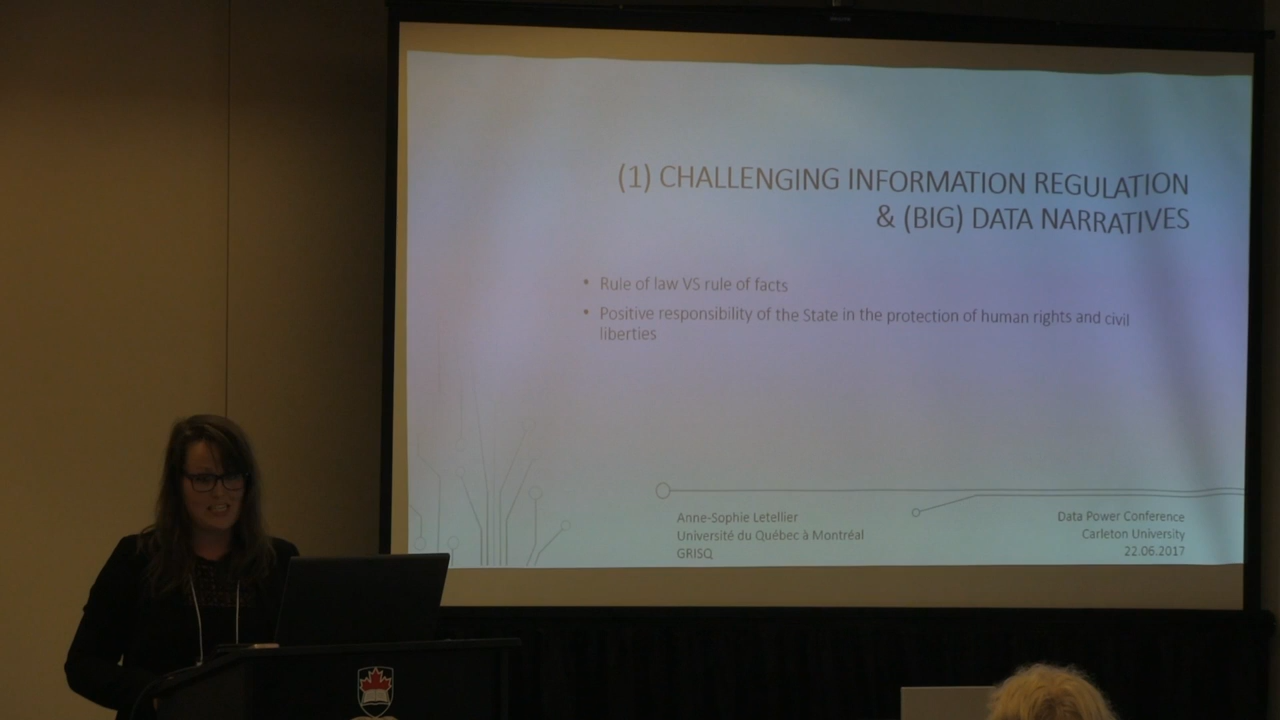 (1) CHALLENGING INFORMATION REGULATION
& (BIG) DATA NARRATIVES
• Rule of law VS rule of facts
• Positive responsibility of the State in the protection of human rights and civil
liberties
Anne-Sophie Letellier
Université du Québec à Montréal
GRISQ
Data Power Conference
Carleton University
22.06.2017